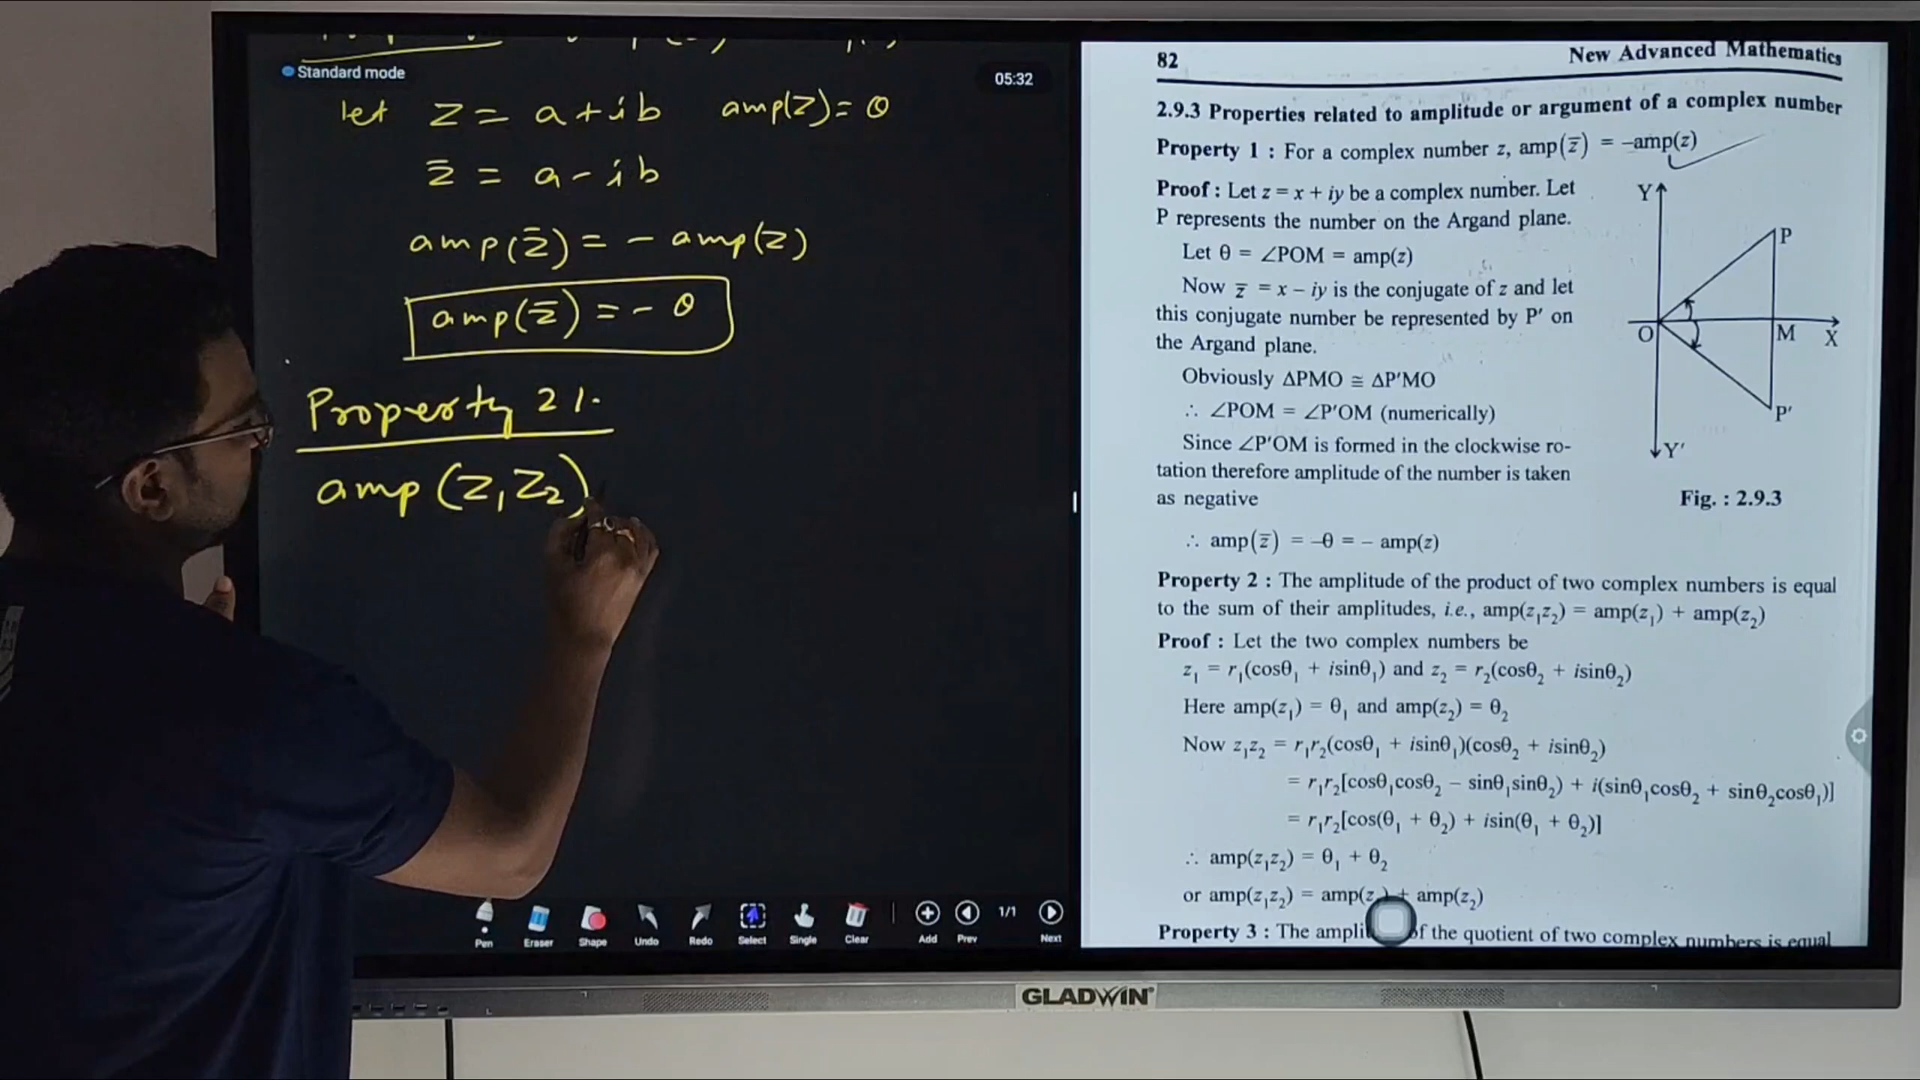 Standard mode
05:32
let z = a + i b amp(z) = θ
z̄ = a - i b
amp(z̄) = - amp(z)
amp(z̄) = - θ
Property 2 :-
amp (z₁z₂)
Pen Eraser Shape Undo Redo Select Single Clear Add Prev 1/1 Next
82 New Advanced Mathematics
2.9.3 Properties related to amplitude or argument of a complex number
Property 1 : For a complex number z, amp(z̄) = –amp(z)
Proof : Let z = x + iy be a complex number. Let
P represents the number on the Argand plane.
Let θ = ∠POM = amp(z)
Now z̄ = x – iy is the conjugate of z and let
this conjugate number be represented by P′ on
the Argand plane.
Obviously ΔPMO ≅ ΔP′MO
∴ ∠POM = ∠P′OM (numerically)
Since ∠P′OM is formed in the clockwise ro-
tation therefore amplitude of the number is taken
as negative
∴ amp(z̄) = –θ = – amp(z)
Y
P
O M X
P′
Y′
Fig. : 2.9.3
Property 2 : The amplitude of the product of two complex numbers is equal
to the sum of their amplitudes, i.e., amp(z₁z₂) = amp(z₁) + amp(z₂)
Proof : Let the two complex numbers be
z₁ = r₁(cosθ₁ + isinθ₁) and z₂ = r₂(cosθ₂ + isinθ₂)
Here amp(z₁) = θ₁ and amp(z₂) = θ₂
Now z₁z₂ = r₁r₂(cosθ₁ + isinθ₁)(cosθ₂ + isinθ₂)
= r₁r₂[cosθ₁cosθ₂ – sinθ₁sinθ₂) + i(sinθ₁cosθ₂ + sinθ₂cosθ₁)]
= r₁r₂[cos(θ₁ + θ₂) + isin(θ₁ + θ₂)]
∴ amp(z₁z₂) = θ₁ + θ₂
or amp(z₁z₂) = amp(z₁) + amp(z₂)
Property 3 : The of the quotient of two complex numbers is equal
GLADWIN